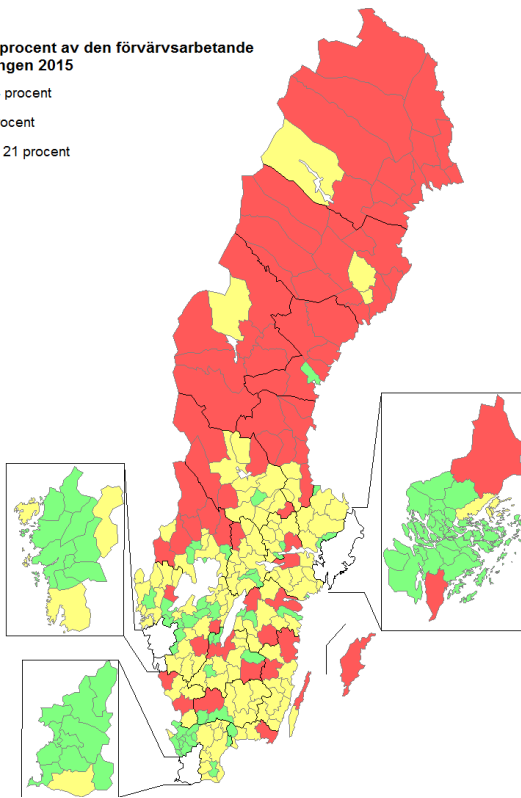 procent av den förvärvsarbetande
ngen 2015
procent
ocent
21 procent